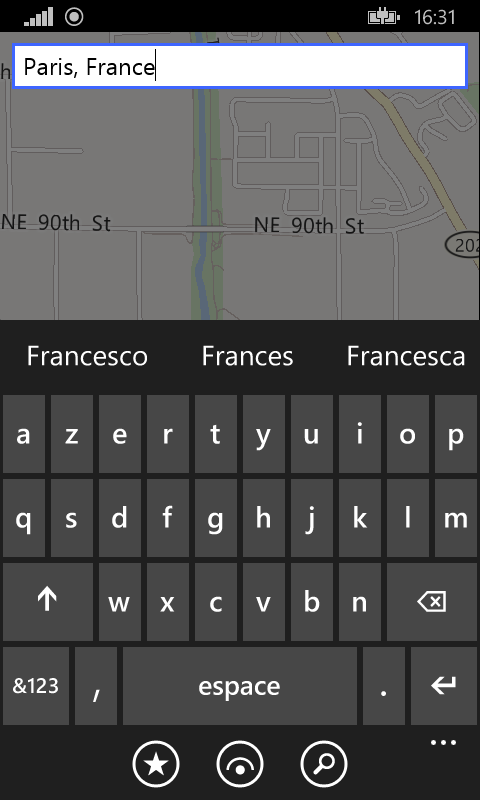 16:31
Paris, France
h
NE 90th St NE 90th St
202
Francesco Frances Francesca
a z e r t y u i o p
q s d f g h j k l m
w x c v b n
&123 , espace .